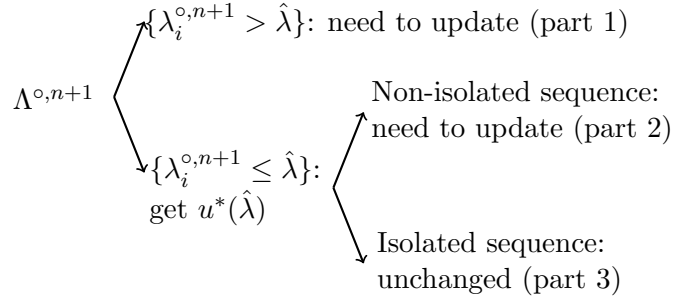 {λ_i^{∘,n+1} > λ̂}: need to update (part 1)
Λ^{∘,n+1}
Non-isolated sequence:
need to update (part 2)
{λ_i^{∘,n+1} ≤ λ̂}:
get u*(λ̂)
Isolated sequence:
unchanged (part 3)